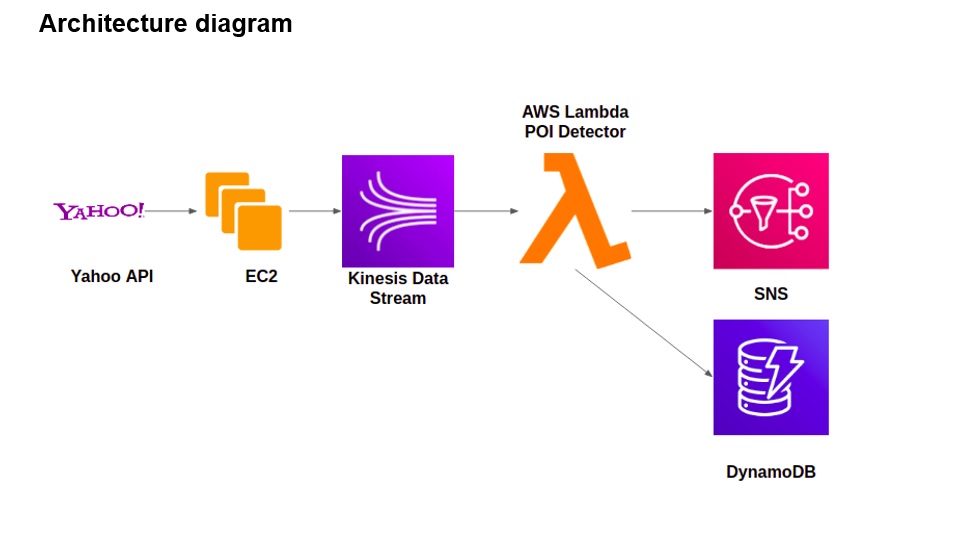 Architecture diagram
AWS Lambda
POI Detector
YAHOO!
Yahoo API
EC2
Kinesis Data
Stream
SNS
DynamoDB